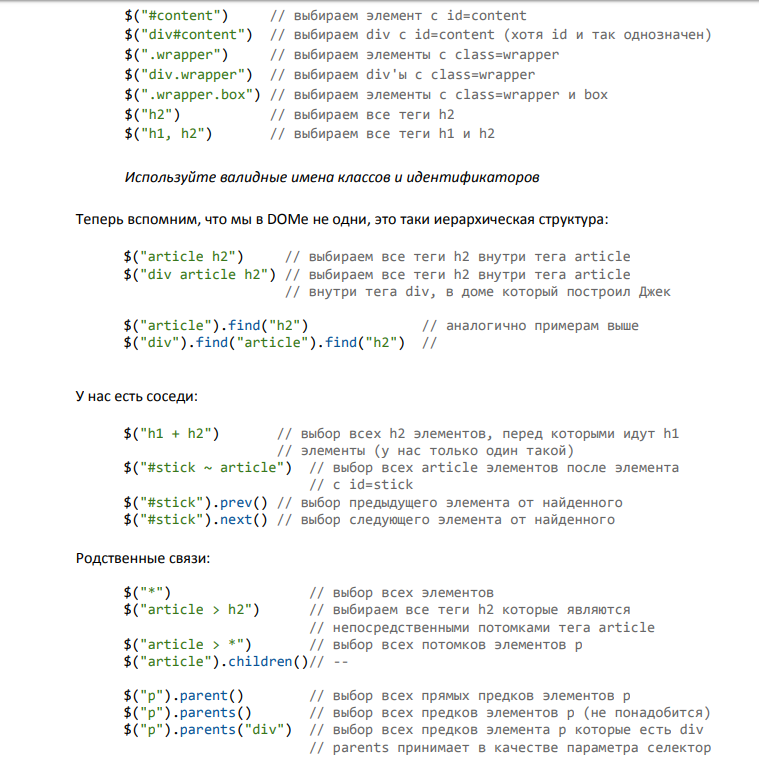 $("#content")     // выбираем элемент с id=content
$("div#content")  // выбираем div с id=content (хотя id и так однозначен)
$(".wrapper")     // выбираем элементы с class=wrapper
$("div.wrapper")  // выбираем div'ы с class=wrapper
$(".wrapper.box") // выбираем элементы с class=wrapper и box
$("h2")           // выбираем все теги h2
$("h1, h2")       // выбираем все теги h1 и h2
Используйте валидные имена классов и идентификаторов
Теперь вспомним, что мы в DOMе не одни, это таки иерархическая структура:
$("article h2")     // выбираем все теги h2 внутри тега article
$("div article h2") // выбираем все теги h2 внутри тега article
// внутри тега div, в доме который построил Джек
$("article").find("h2")              // аналогично примерам выше
$("div").find("article").find("h2")  //
У нас есть соседи:
$("h1 + h2")       // выбор всех h2 элементов, перед которыми идут h1
// элементы (у нас только один такой)
$("#stick ~ article")  // выбор всех article элементов после элемента
// с id=stick
$("#stick").prev() // выбор предыдущего элемента от найденного
$("#stick").next() // выбор следующего элемента от найденного
Родственные связи:
$("*")                 // выбор всех элементов
$("article > h2")      // выбираем все теги h2 которые являются
// непосредственными потомками тега article
$("article > *")       // выбор всех потомков элементов p
$("article").children()// --
$("p").parent()        // выбор всех прямых предков элементов p
$("p").parents()       // выбор всех предков элементов p (не понадобится)
$("p").parents("div")  // выбор всех предков элемента p которые есть div
// parents принимает в качестве параметра селектор